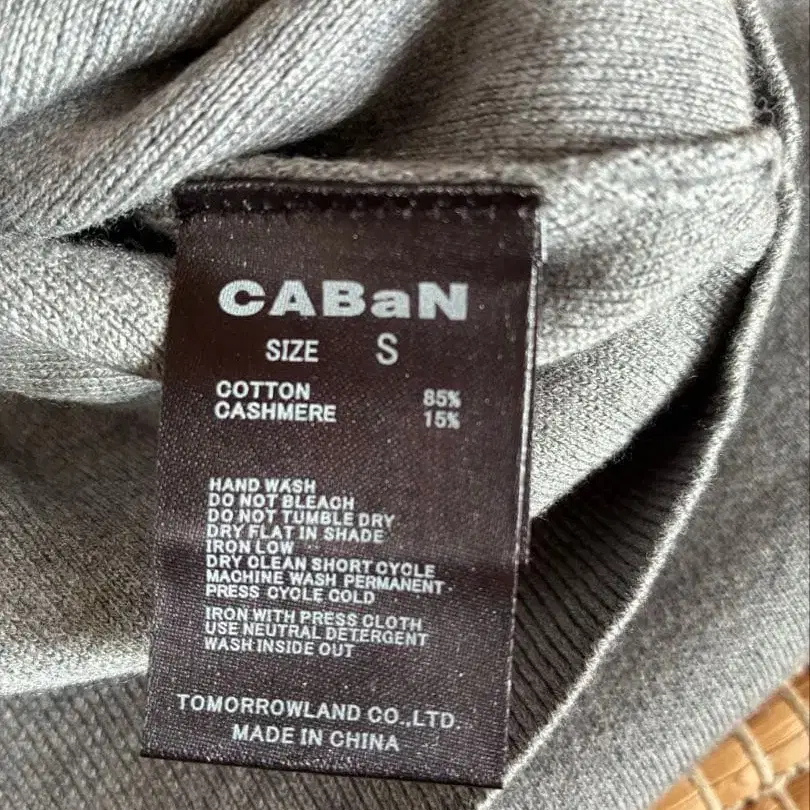 CABaN
SIZE S
COTTON 85%
CASHMERE 15%
HAND WASH
DO NOT BLEACH
DO NOT TUMBLE DRY
DRY FLAT IN SHADE
IRON LOW
DRY CLEAN SHORT CYCLE
MACHINE WASH PERMANENT-
PRESS CYCLE COLD
IRON WITH PRESS CLOTH
USE NEUTRAL DETERGENT
WASH INSIDE OUT
TOMORROWLAND CO.,LTD.
MADE IN CHINA